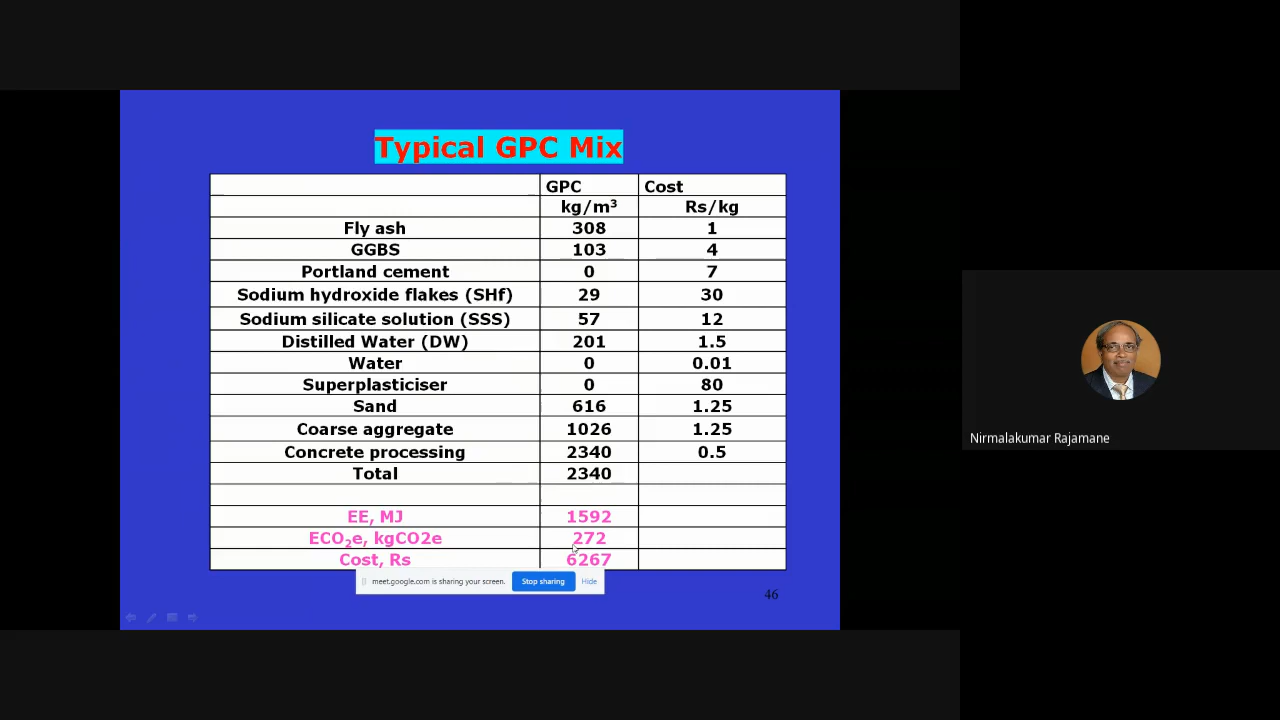 Typical GPC Mix
GPC Cost
kg/m³ Rs/kg
Fly ash 308 1
GGBS 103 4
Portland cement 0 7
Sodium hydroxide flakes (SHf) 29 30
Sodium silicate solution (SSS) 57 12
Distilled Water (DW) 201 1.5
Water 0 0.01
Superplasticiser 0 80
Sand 616 1.25
Coarse aggregate 1026 1.25
Concrete processing 2340 0.5
Total 2340
EE, MJ 1592
ECO₂e, kgCO2e 272
Cost, Rs 6267
meet.google.com is sharing your screen. Stop sharing Hide
46
Nirmalakumar Rajamane